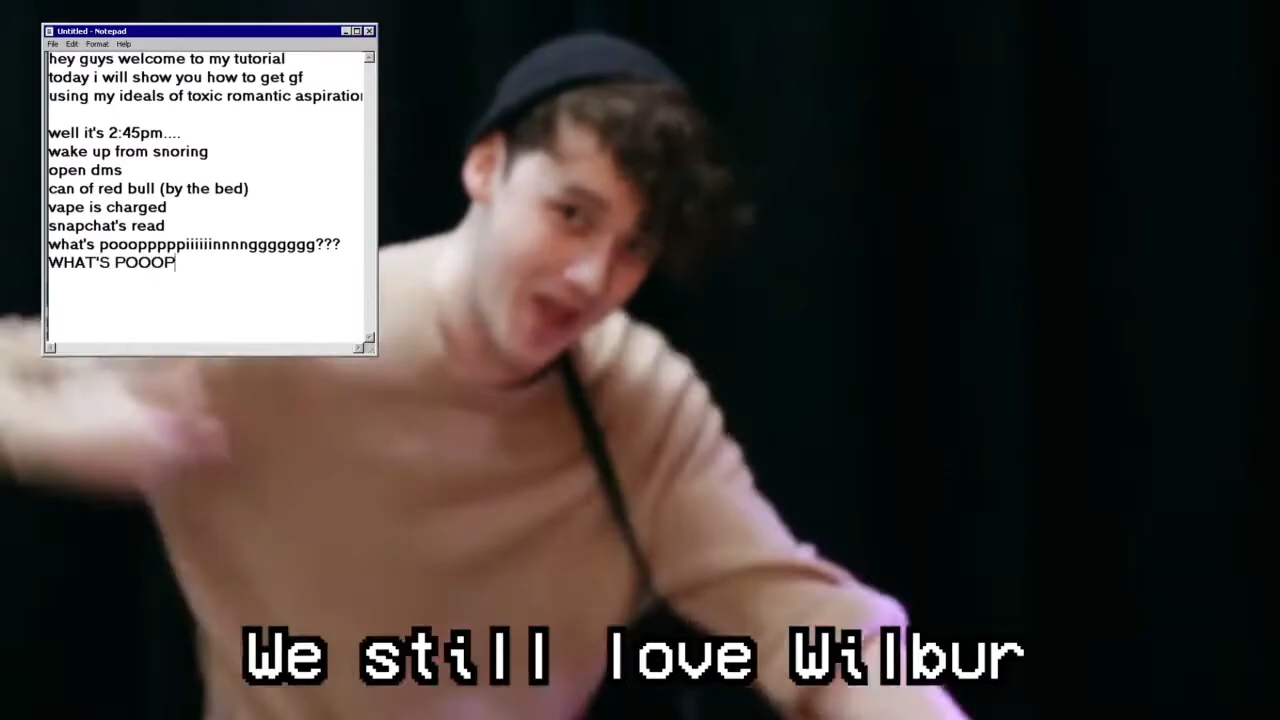 Untitled - Notepad
File Edit Format Help
hey guys welcome to my tutorial
today i will show you how to get gf
using my ideals of toxic romantic aspiration

well it's 2:45pm....
wake up from snoring
open dms
can of red bull (by the bed)
vape is charged
snapchat's read
what's poooppppppiiiiiinnnnggggggg???
WHAT'S POOOP
We still love Wilbur